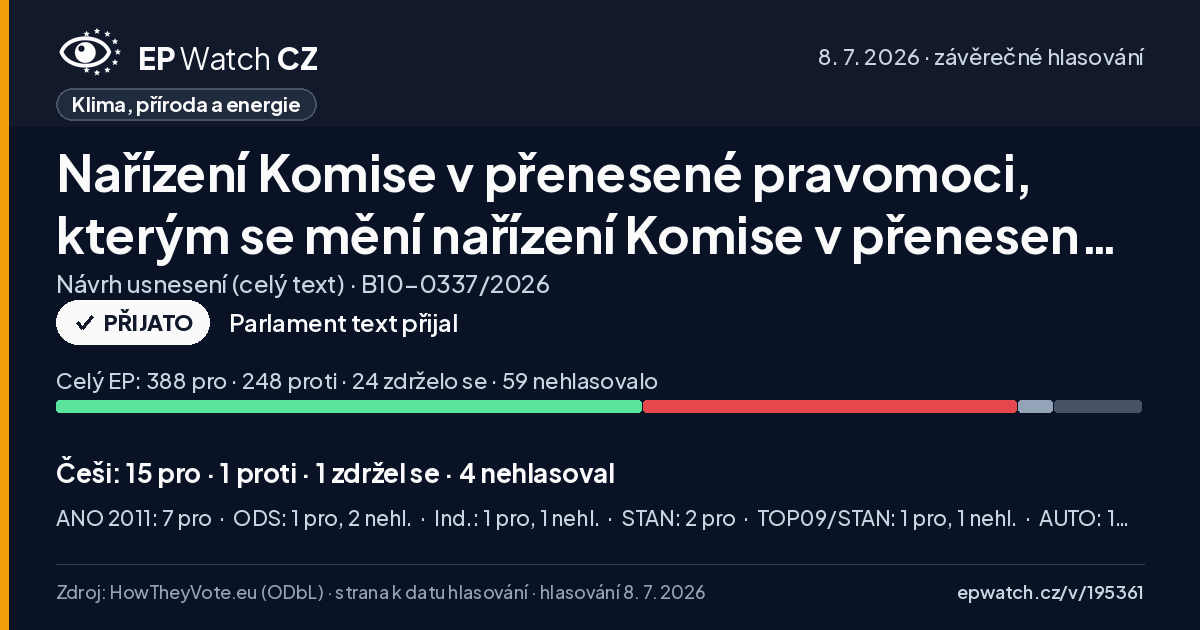 EP Watch CZ
8. 7. 2026 · závěrečné hlasování
Klima, příroda a energie
Nařízení Komise v přenesené pravomoci,
kterým se mění nařízení Komise v přenesen…
Návrh usnesení (celý text) · B10–0337/2026
✓ PŘIJATO Parlament text přijal
Celý EP: 388 pro · 248 proti · 24 zdrželo se · 59 nehlasovalo
Češi: 15 pro · 1 proti · 1 zdržel se · 4 nehlasoval
ANO 2011: 7 pro · ODS: 1 pro, 2 nehl. · Ind.: 1 pro, 1 nehl. · STAN: 2 pro · TOP09/STAN: 1 pro, 1 nehl. · AUTO: 1…
Zdroj: HowTheyVote.eu (ODbL) · strana k datu hlasování · hlasování 8. 7. 2026
epwatch.cz/v/195361